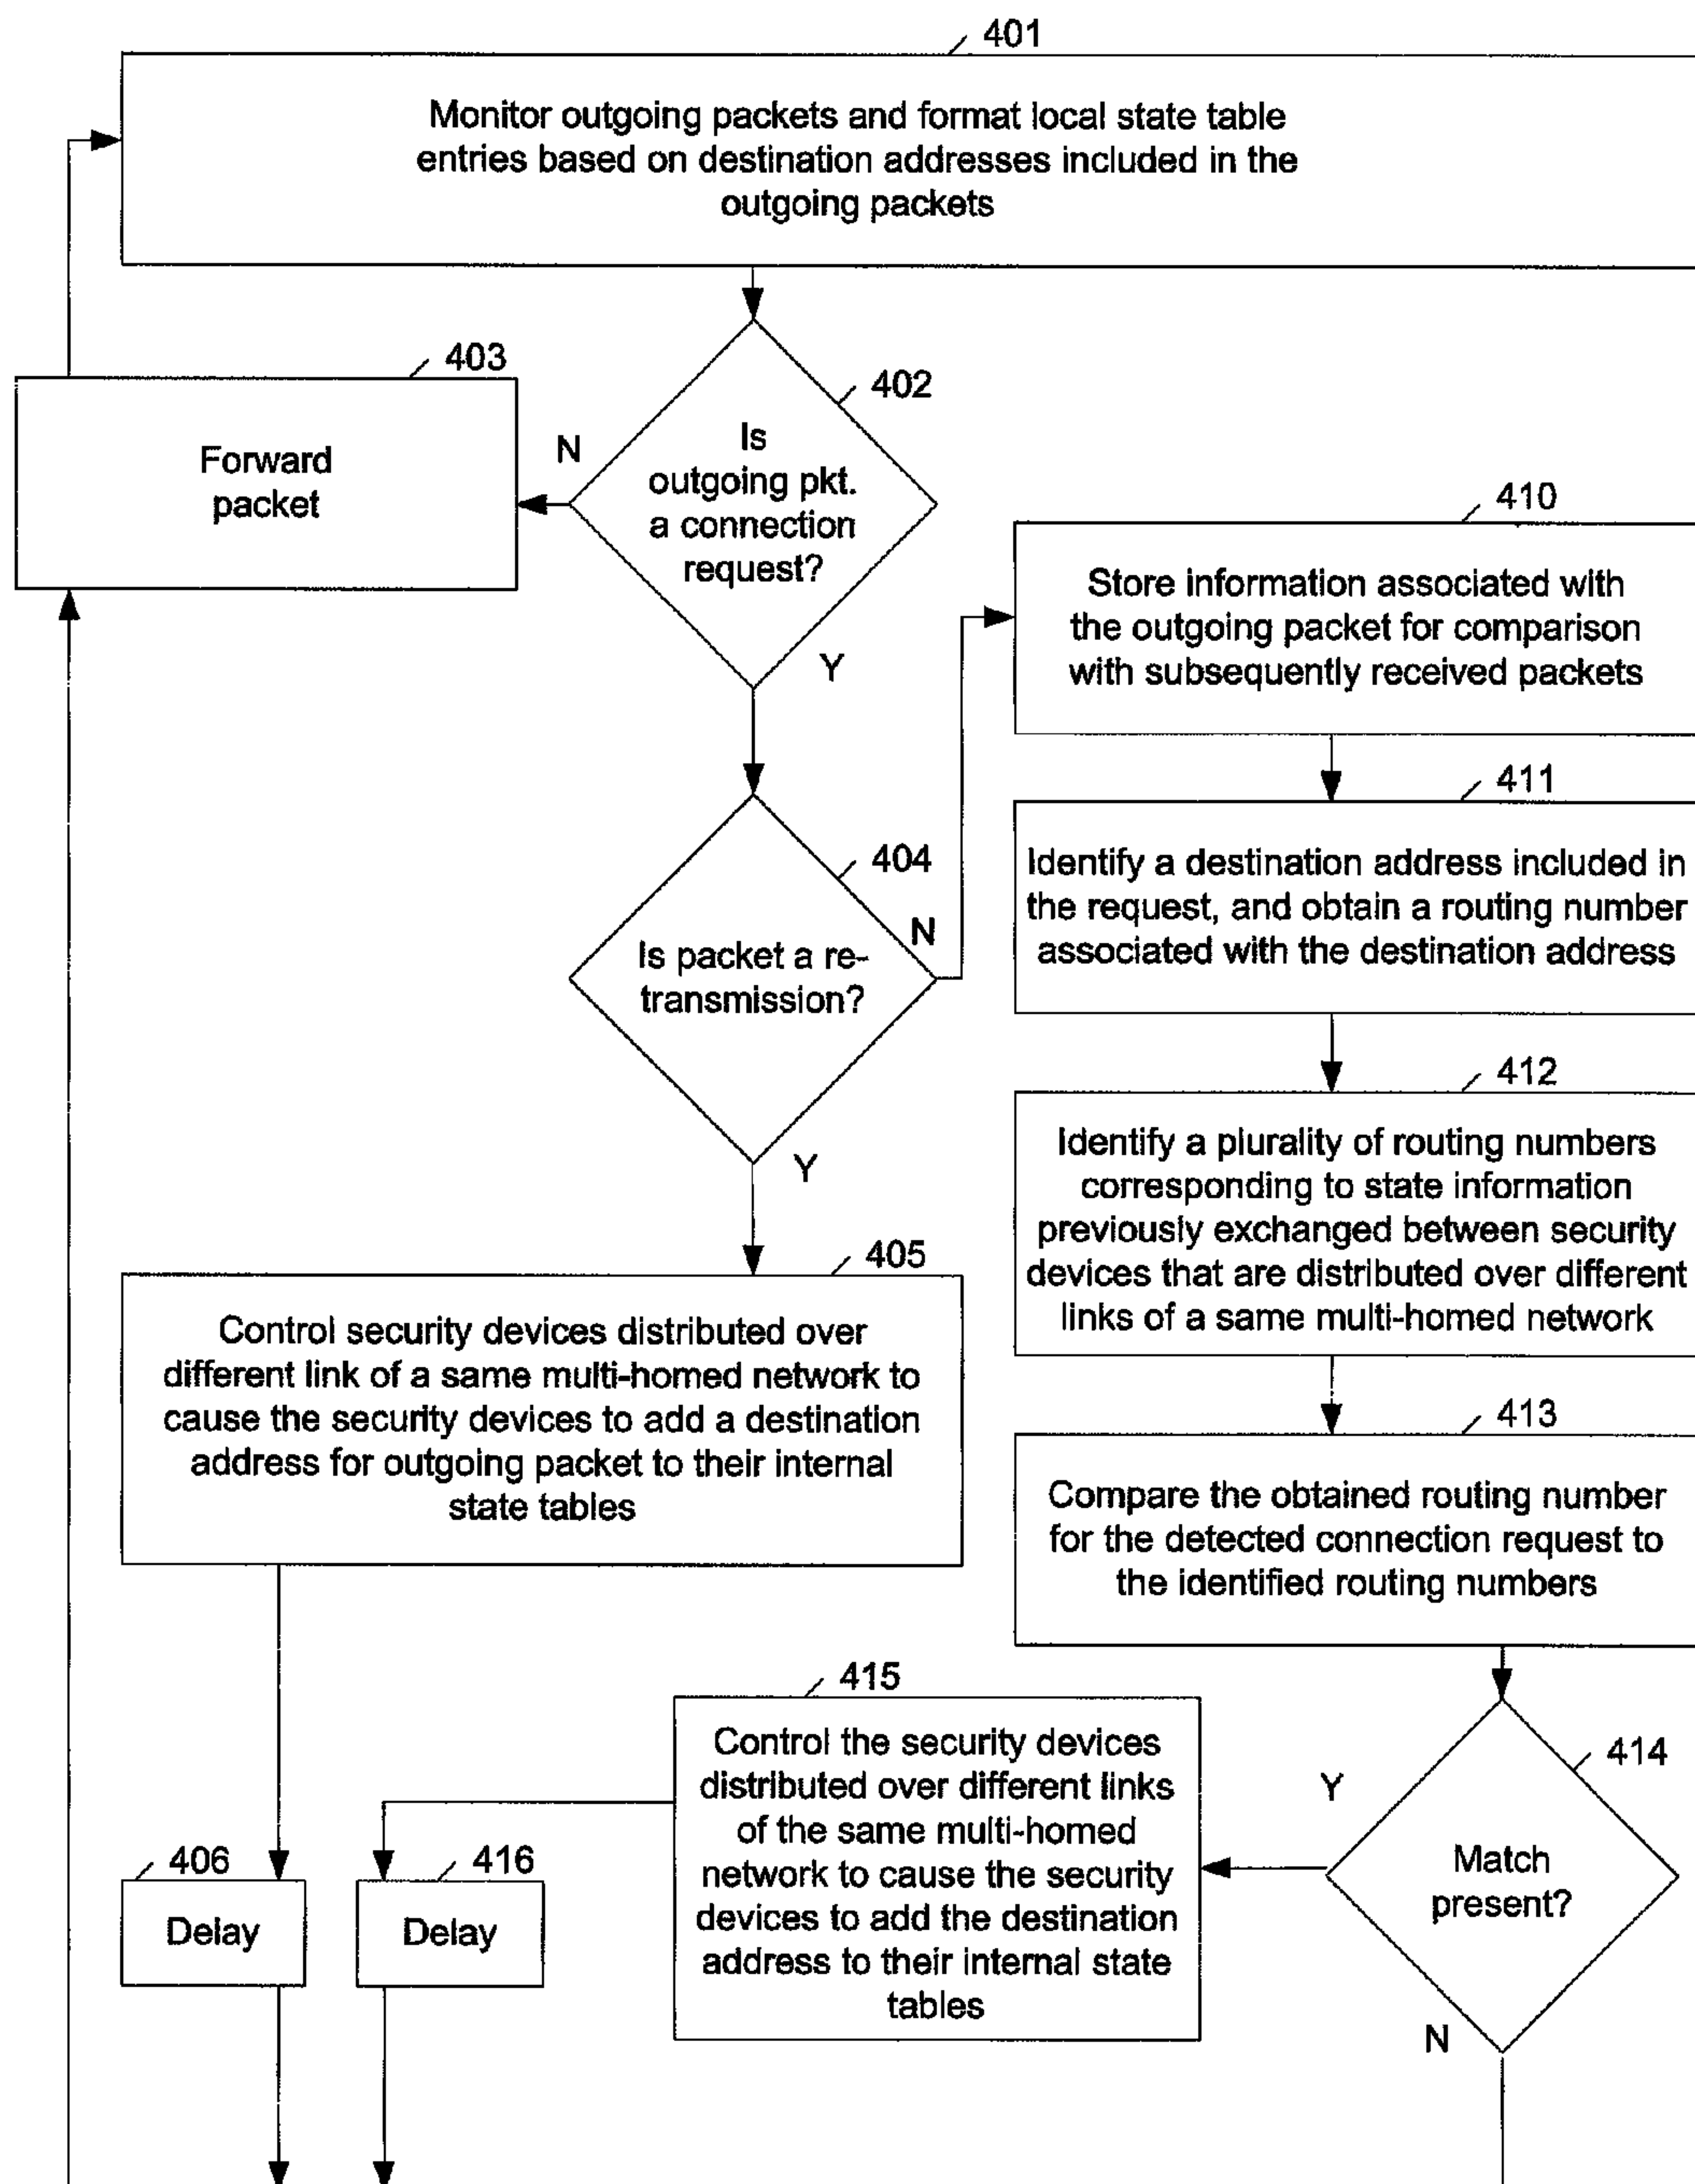 401
Monitor outgoing packets and format local state table
entries based on destination addresses included in the
outgoing packets
403
402
Forward
packet
N
Is
outgoing pkt.
a connection
request?
Y
410
Store information associated with
the outgoing packet for comparison
with subsequently received packets
404
N
Is packet a re-
transmission?
Y
411
Identify a destination address included in
the request, and obtain a routing number
associated with the destination address
412
Identify a plurality of routing numbers
corresponding to state information
previously exchanged between security
devices that are distributed over different
links of a same multi-homed network
405
Control security devices distributed over
different link of a same multi-homed network to
cause the security devices to add a destination
address for outgoing packet to their internal
state tables
413
Compare the obtained routing number
for the detected connection request to
the identified routing numbers
415
Control the security devices
distributed over different links
of the same multi-homed
network to cause the security
devices to add the destination
address to their internal state
tables
414
Y
Match
present?
N
406
Delay
416
Delay